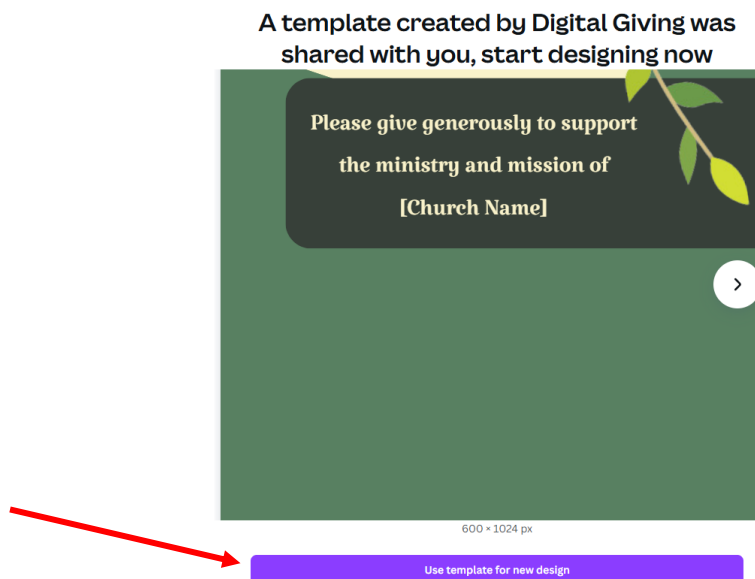 A template created by Digital Giving was
shared with you, start designing now
Please give generously to support
the ministry and mission of
[Church Name]
600 × 1024 px
Use template for new design